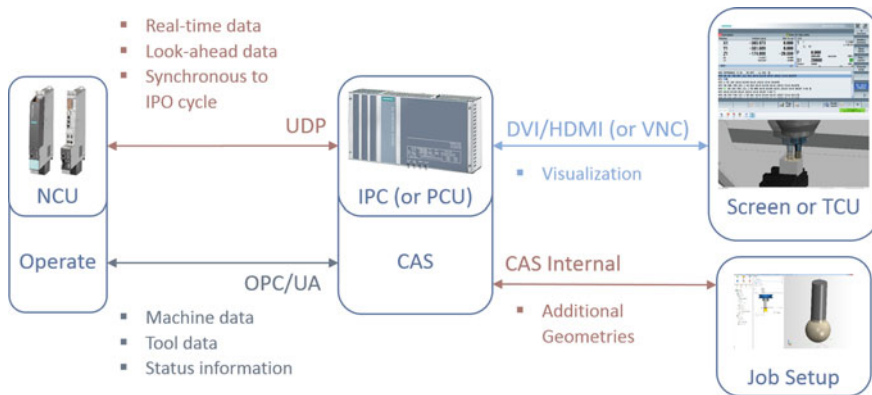 Real-time data
Look-ahead data
Synchronous to
IPO cycle
UDP
NCU
Operate
OPC/UA
Machine data
Tool data
Status information
IPC (or PCU)
CAS
DVI/HDMI (or VNC)
Visualization
CAS Internal
Additional
Geometries
Screen or TCU
Job Setup